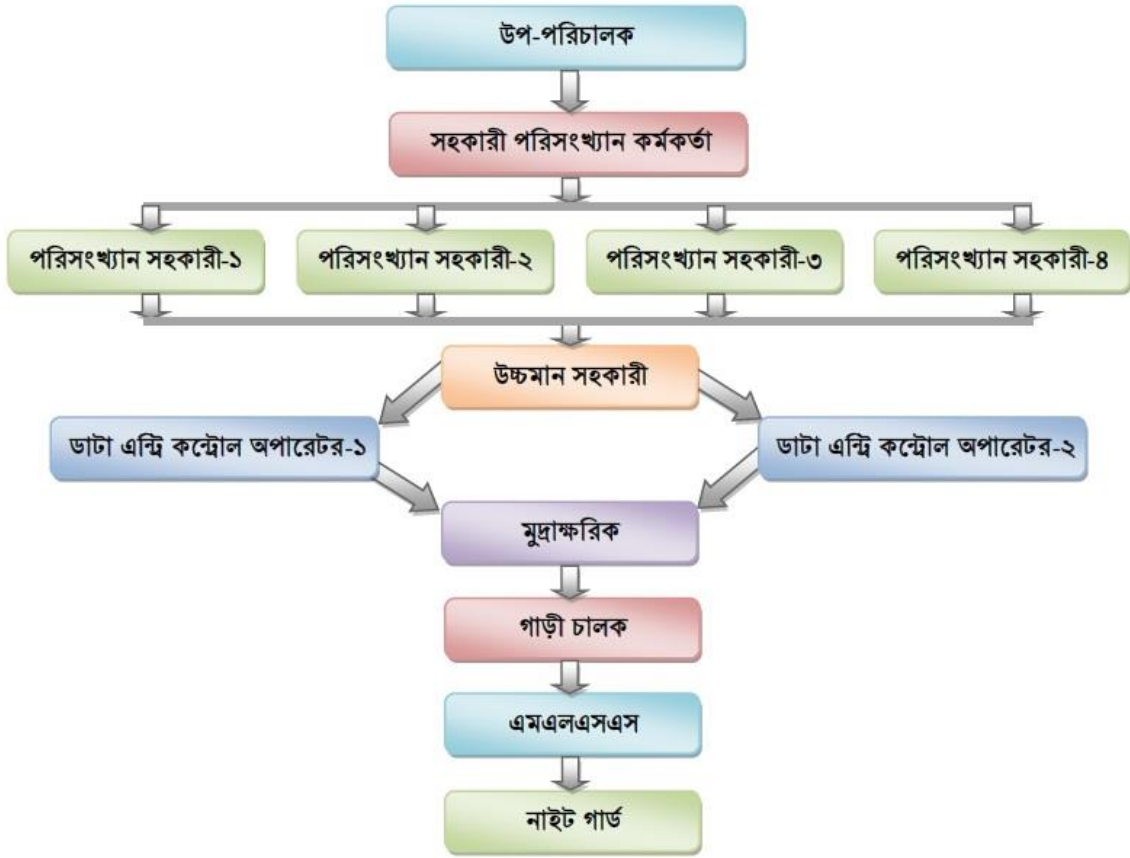 উপ-পরিচালক
সহকারী পরিসংখ্যান কর্মকর্তা
পরিসংখ্যান সহকারী-১
পরিসংখ্যান সহকারী-২
পরিসংখ্যান সহকারী-৩
পরিসংখ্যান সহকারী-৪
উচ্চমান সহকারী
ডাটা এন্ট্রি কন্ট্রোল অপারেটর-১
ডাটা এন্ট্রি কন্ট্রোল অপারেটর-২
মুদ্রাক্ষরিক
গাড়ী চালক
এমএলএসএস
নাইট গার্ড